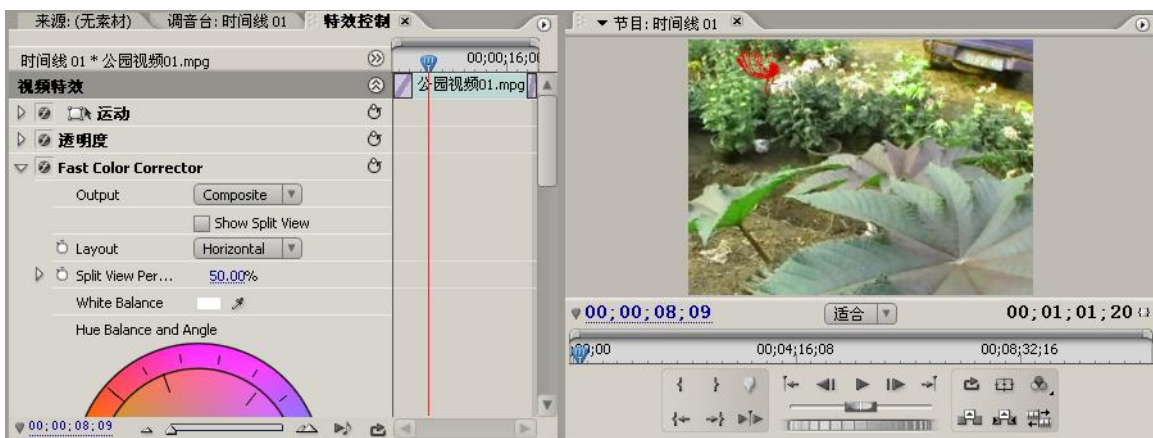 来源: (无素材) 调音台: 时间线 01 特效控制
时间线 01 * 公园视频01.mpg
00;00;16;0
视频特效
公园视频01.mpg
运动
透明度
Fast Color Corrector
Output Composite
Show Split View
Layout Horizontal
Split View Per... 50.00%
White Balance
Hue Balance and Angle
00;00;08;09
节目: 时间线 01
00;00;08;09 适合 00;01;01;20
;00;00 00;04;16;08 00;08;32;16